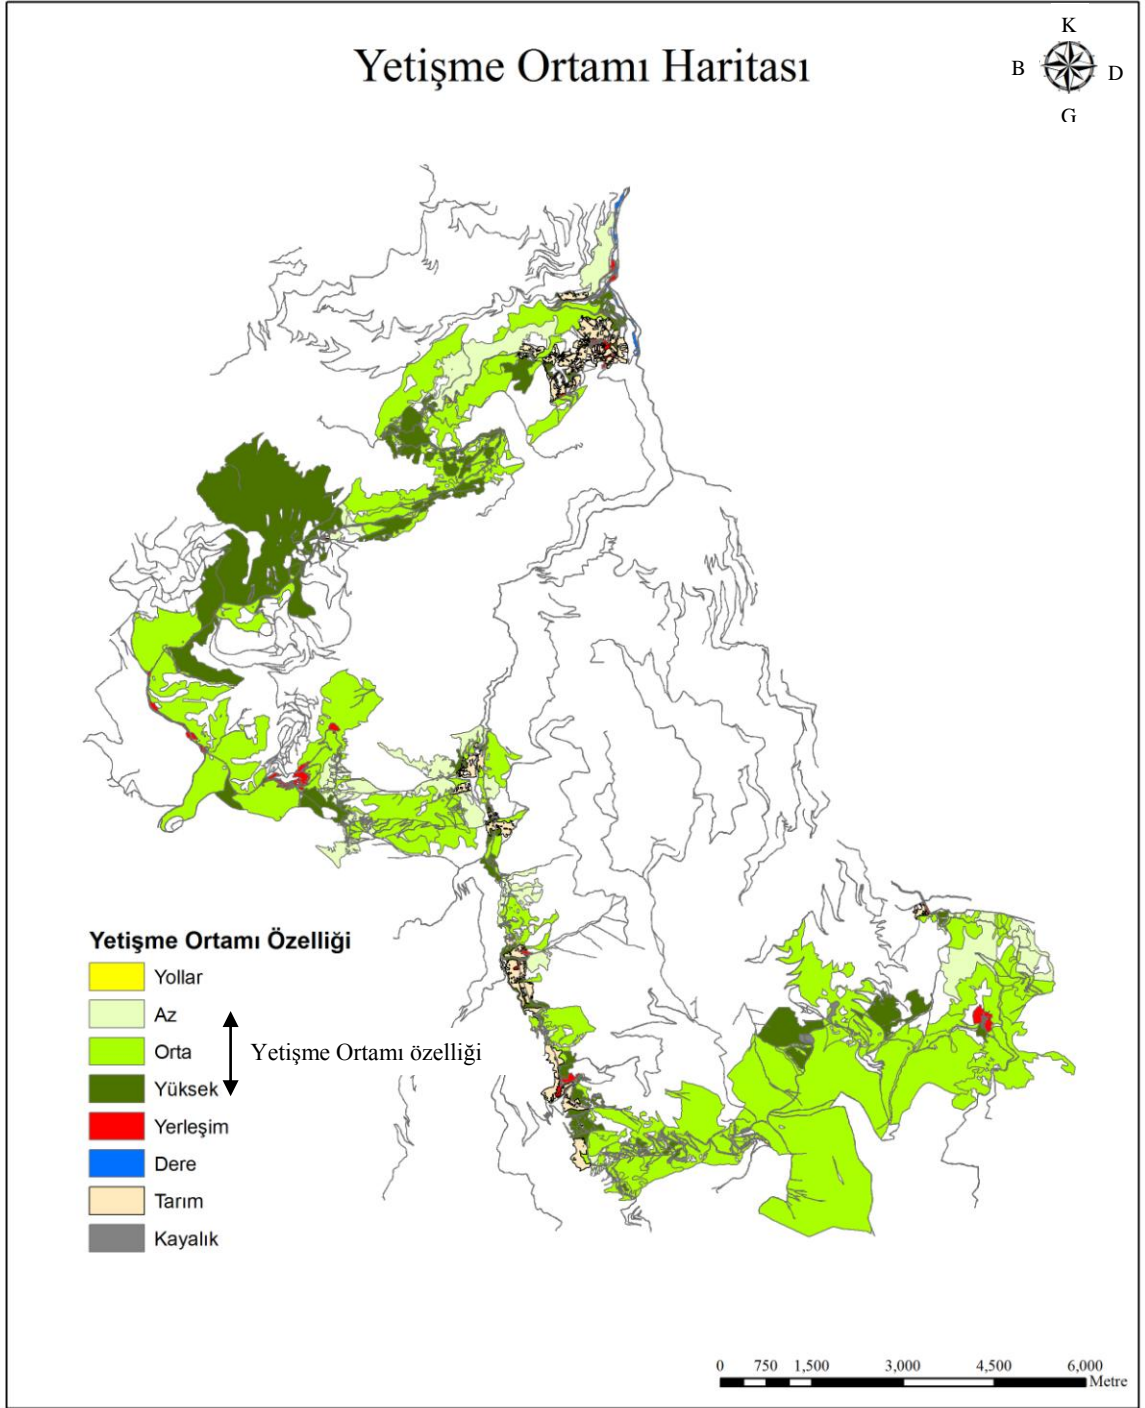 Yetişme Ortamı Haritası
K
B D
G
Yetişme Ortamı Özelliği
Yollar
Az
Orta
Yetişme Ortamı özelliği
Yüksek
Yerleşim
Dere
Tarım
Kayalık
0 750 1,500 3,000 4,500 6,000
Metre